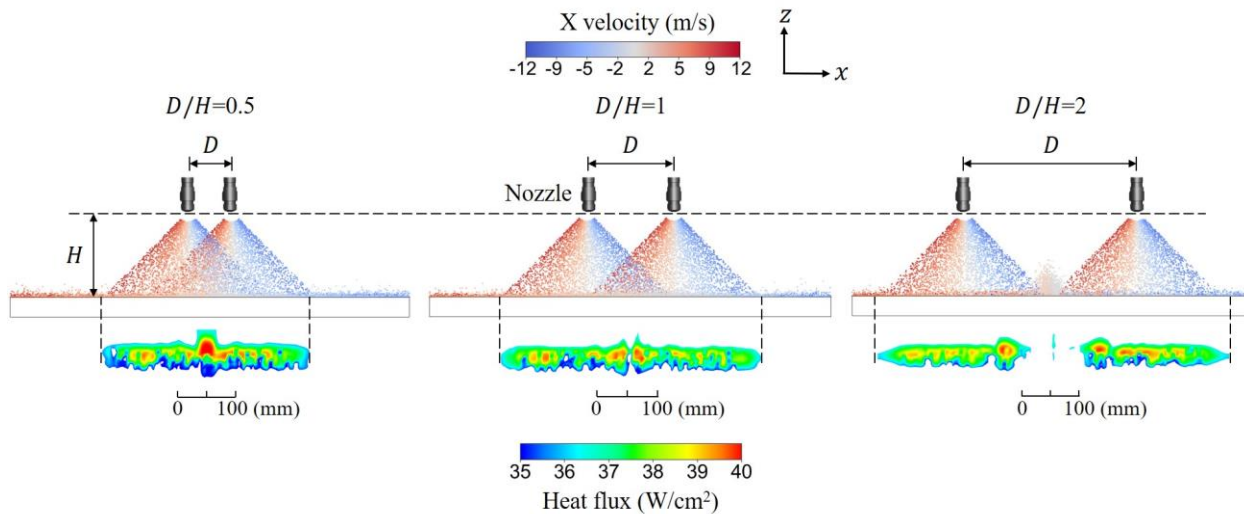 X velocity (m/s)
-12 -9 -5 -2 2 5 9 12
z
x
D/H=0.5 D/H=1 D/H=2
D D D
Nozzle
H
0 100 (mm) 0 100 (mm) 0 100 (mm)
35 36 37 38 39 40
Heat flux (W/cm²)